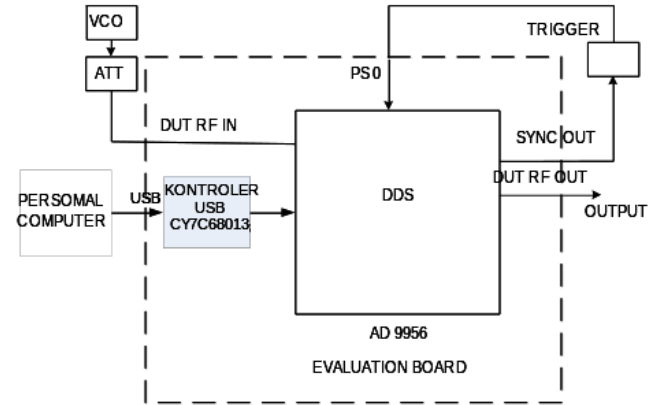 VCO
TRIGGER
ATT
PS0
DUT RF IN
SYNC OUT
DUT RF OUT
PERSOMAL
COMPUTER
USB
KONTROLER
USB
CY7C68013
DDS
OUTPUT
AD 9956
EVALUATION BOARD